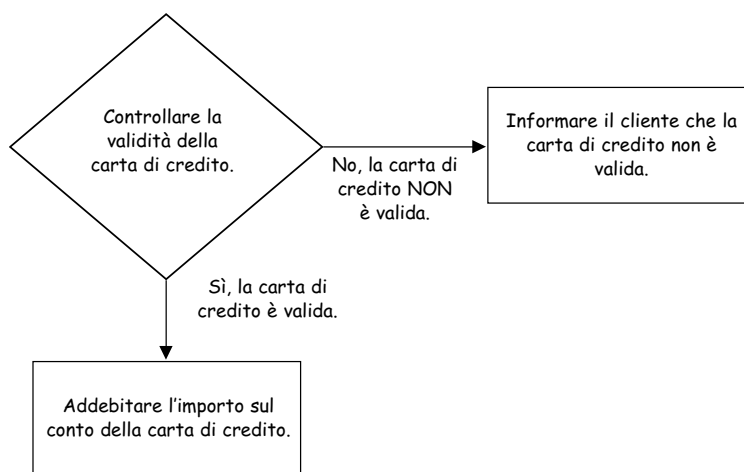 Controllare la
validità della
carta di credito.
Informare il cliente che la
carta di credito non è
valida.
No, la carta di
credito NON
è valida.
Sì, la carta di
credito è valida.
Addebitare l'importo sul
conto della carta di credito.